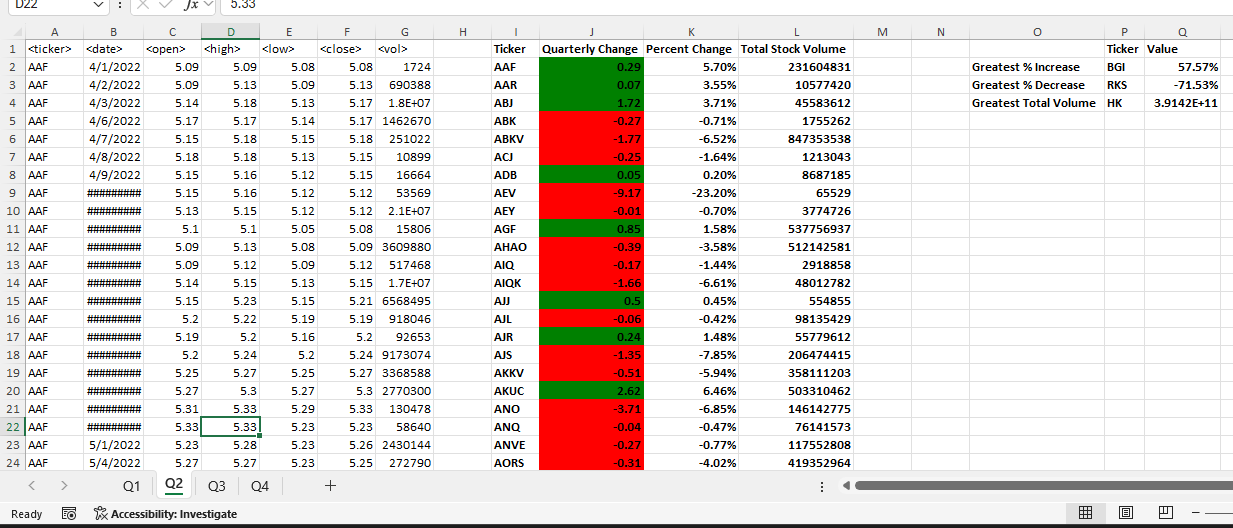 D22 fx 5.33
A B C D E F G H I J K L M N O P Q
1 <ticker> <date> <open> <high> <low> <close> <vol> Ticker Quarterly Change Percent Change Total Stock Volume Ticker Value
2 AAF 4/1/2022 5.09 5.09 5.08 5.08 1724 AAF 0.29 5.70% 231604831 Greatest % Increase BGI 57.57%
3 AAF 4/2/2022 5.09 5.13 5.09 5.13 690388 AAR 0.07 3.55% 10577420 Greatest % Decrease RKS -71.53%
4 AAF 4/3/2022 5.14 5.18 5.13 5.17 1.8E+07 ABJ 1.72 3.71% 45583612 Greatest Total Volume HK 3.9142E+11
5 AAF 4/6/2022 5.17 5.17 5.14 5.17 1462670 ABK -0.27 -0.71% 1755262
6 AAF 4/7/2022 5.15 5.18 5.15 5.18 251022 ABKV -1.77 -6.52% 847353538
7 AAF 4/8/2022 5.18 5.18 5.13 5.15 10899 ACJ -0.25 -1.64% 1213043
8 AAF 4/9/2022 5.15 5.16 5.12 5.15 16664 ADB 0.05 0.20% 8687185
9 AAF ######### 5.15 5.16 5.12 5.12 53569 AEV -9.17 -23.20% 65529
10 AAF ######### 5.13 5.15 5.12 5.12 2.1E+07 AEY -0.01 -0.70% 3774726
11 AAF ######### 5.1 5.1 5.05 5.08 15806 AGF 0.85 1.58% 537756937
12 AAF ######### 5.09 5.13 5.08 5.09 3609880 AHAO -0.39 -3.58% 512142581
13 AAF ######### 5.09 5.12 5.09 5.12 517468 AIQ -0.17 -1.44% 2918858
14 AAF ######### 5.14 5.15 5.13 5.15 1.7E+07 AIQK -1.66 -6.61% 48012782
15 AAF ######### 5.15 5.23 5.15 5.21 6568495 AJJ 0.5 0.45% 554855
16 AAF ######### 5.2 5.22 5.19 5.19 918046 AJL -0.06 -0.42% 98135429
17 AAF ######### 5.19 5.2 5.16 5.2 92653 AJR 0.24 1.48% 55779612
18 AAF ######### 5.2 5.24 5.2 5.24 9173074 AJS -1.35 -7.85% 206474415
19 AAF ######### 5.25 5.27 5.25 5.27 3368588 AKKV -0.51 -5.94% 358111203
20 AAF ######### 5.27 5.3 5.27 5.3 2770300 AKUC 2.62 6.46% 503310462
21 AAF ######### 5.31 5.33 5.29 5.33 130478 ANO -3.71 -6.85% 146142775
22 AAF ######### 5.33 5.33 5.23 5.23 58640 ANQ -0.04 -0.47% 76141573
23 AAF 5/1/2022 5.23 5.28 5.23 5.26 2430144 ANVE -0.27 -0.77% 117552808
24 AAF 5/4/2022 5.27 5.27 5.23 5.25 272790 AORS -0.31 -4.02% 419352964
Q1 Q2 Q3 Q4
Ready Accessibility: Investigate